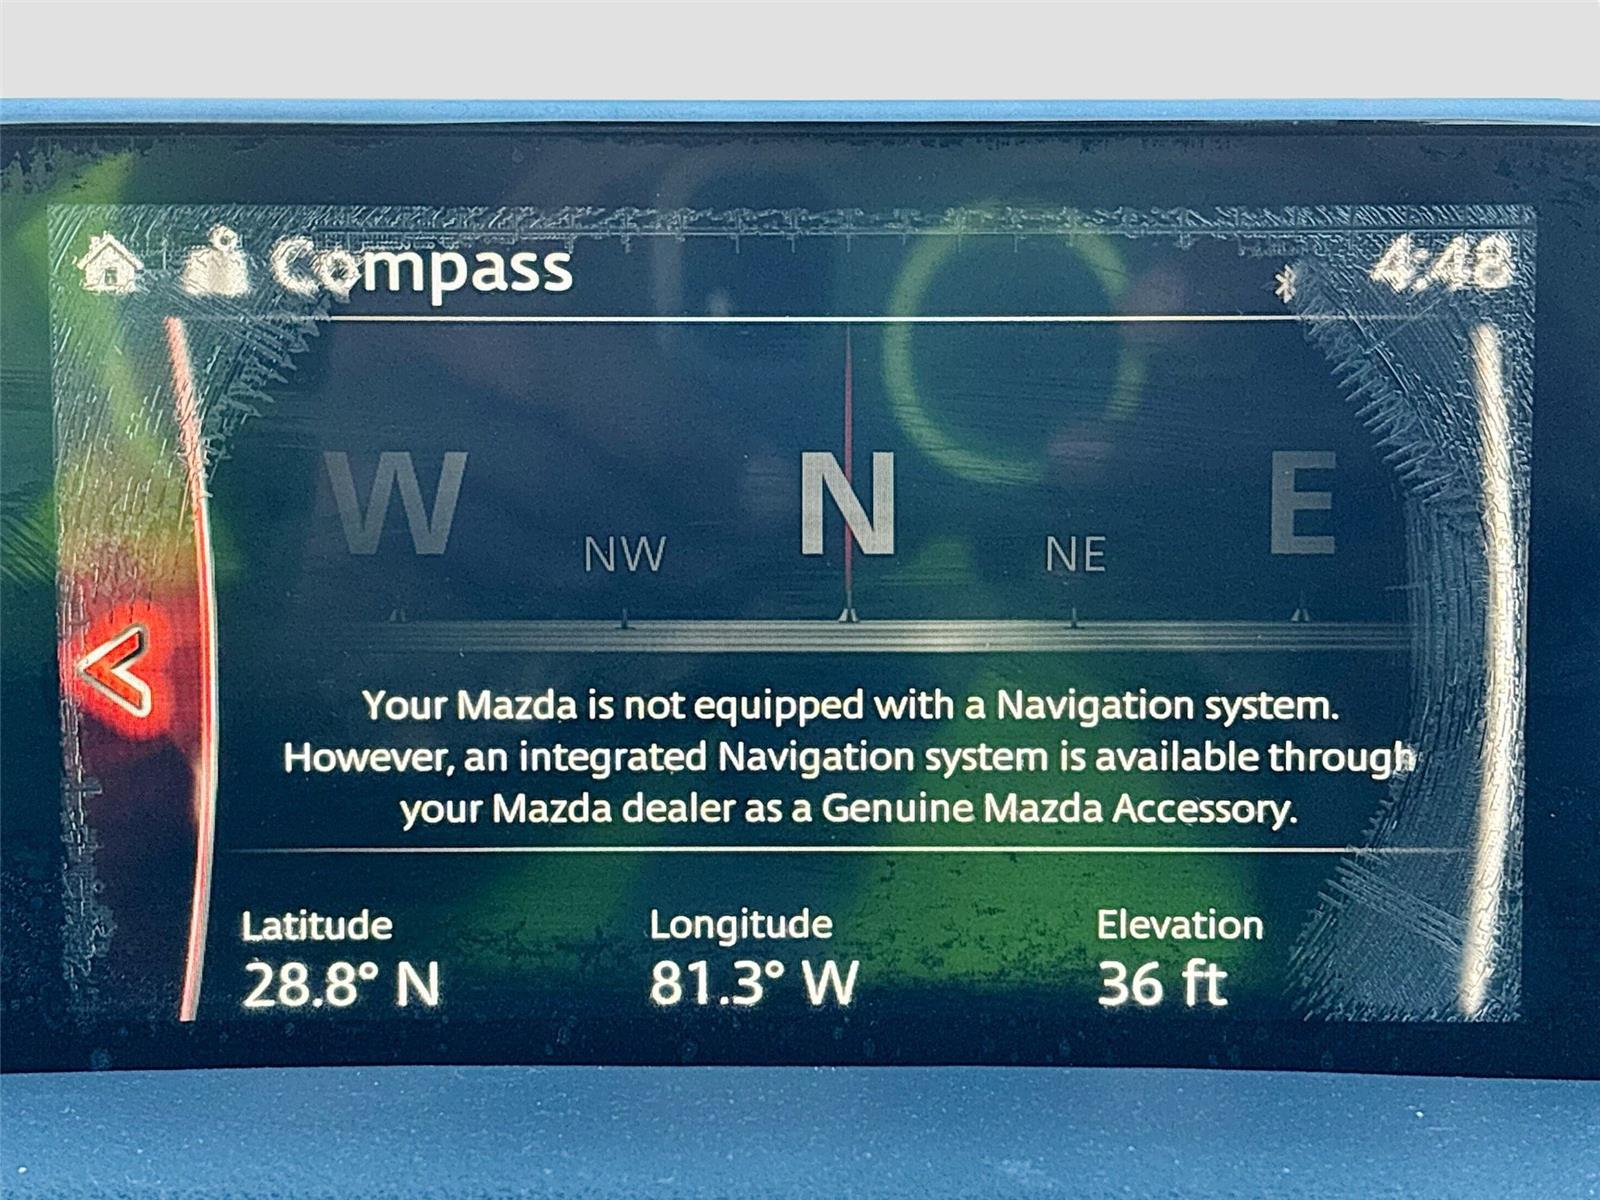 Compass
4:48
W NW N NE E
Your Mazda is not equipped with a Navigation system.
However, an integrated Navigation system is available through
your Mazda dealer as a Genuine Mazda Accessory.
Latitude Longitude Elevation
28.8° N 81.3° W 36 ft